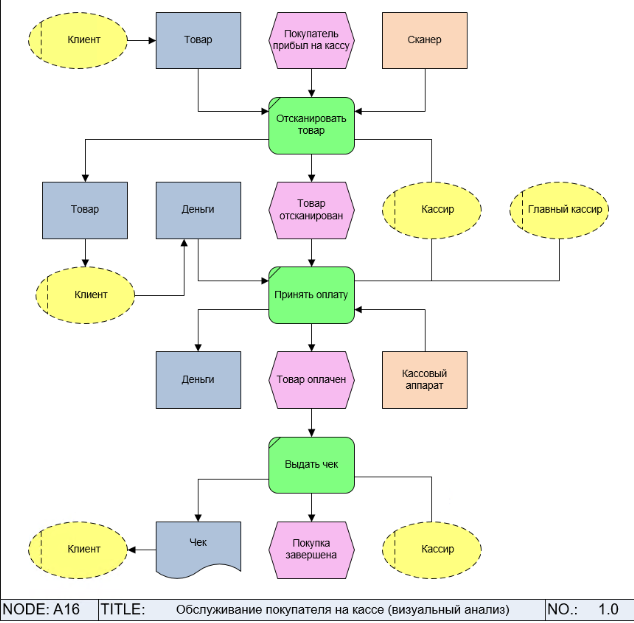 Клиент
Товар
Покупатель
прибыл на кассу
Сканер
Отсканировать
товар
Товар
Деньги
Товар
отсканирован
Кассир
Главный кассир
Клиент
Принять оплату
Деньги
Товар оплачен
Кассовый
аппарат
Выдать чек
Клиент
Чек
Покупка
завершена
Кассир
NODE: A16 TITLE: Обслуживание покупателя на кассе (визуальный анализ) NO.: 1.0